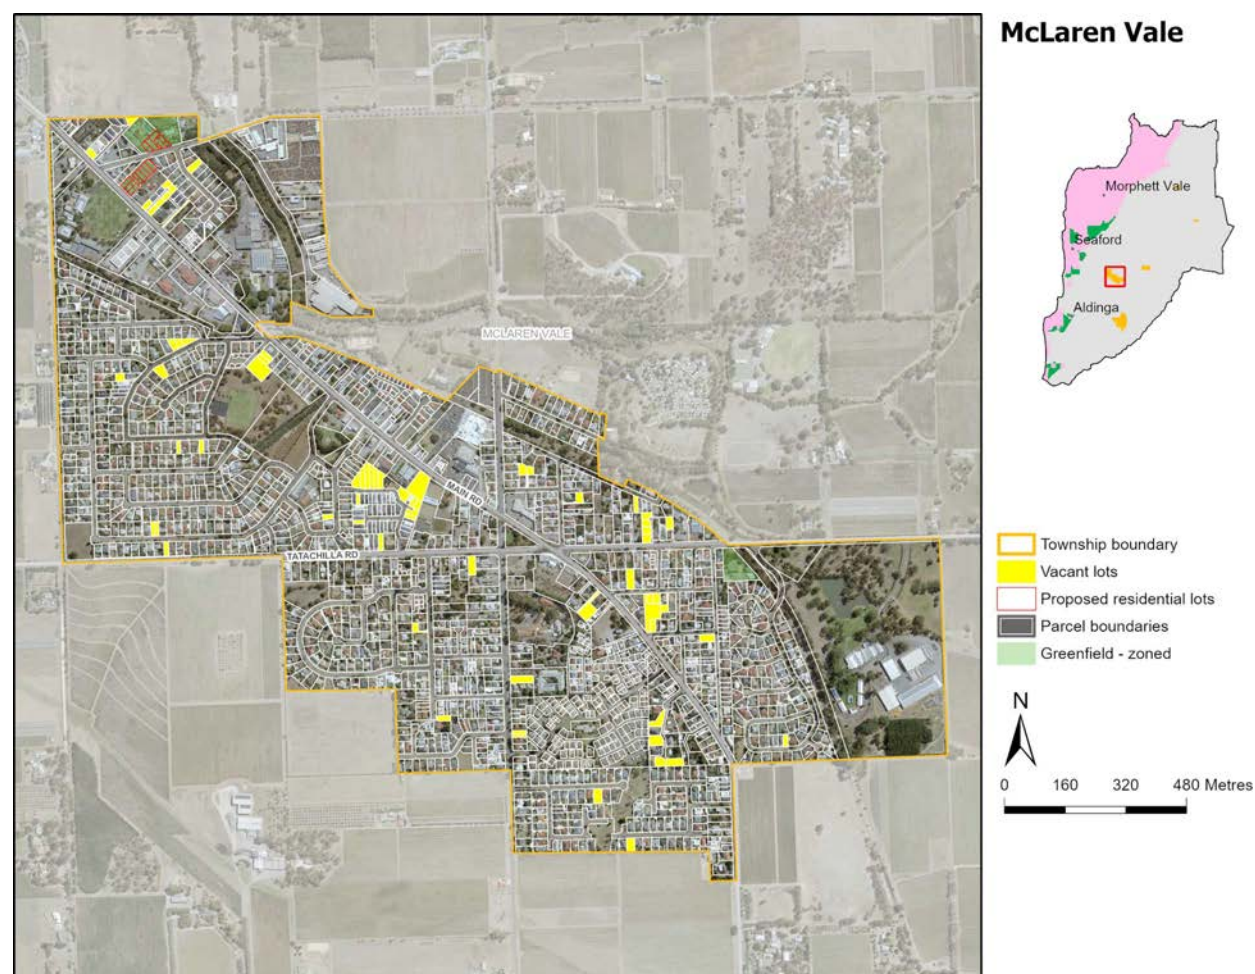 McLaren Vale
Morphett Vale
Seaford
Aldinga
MCLAREN VALE
MAIN RD
TATACHILLA RD
Township boundary
Vacant lots
Proposed residential lots
Parcel boundaries
Greenfield - zoned
N
0 160 320 480 Metres